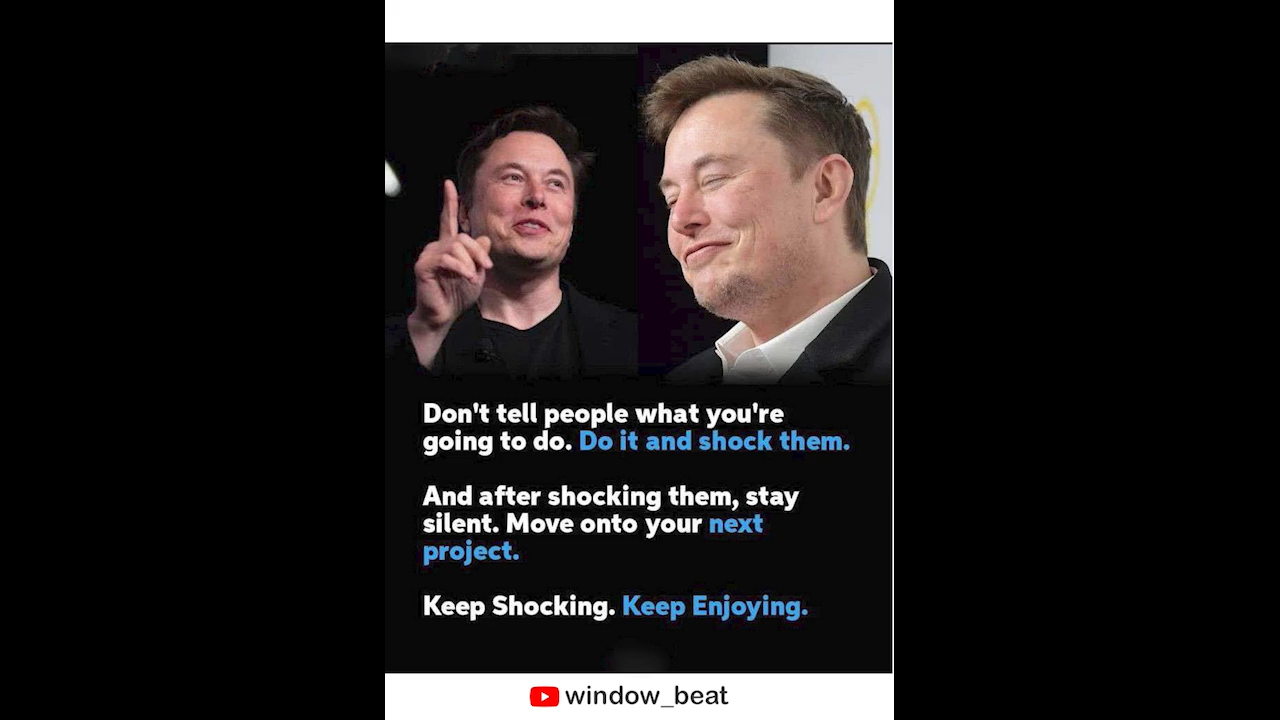 Don't tell people what you're
going to do. Do it and shock them.
And after shocking them, stay
silent. Move onto your next
project.
Keep Shocking. Keep Enjoying.
window_beat